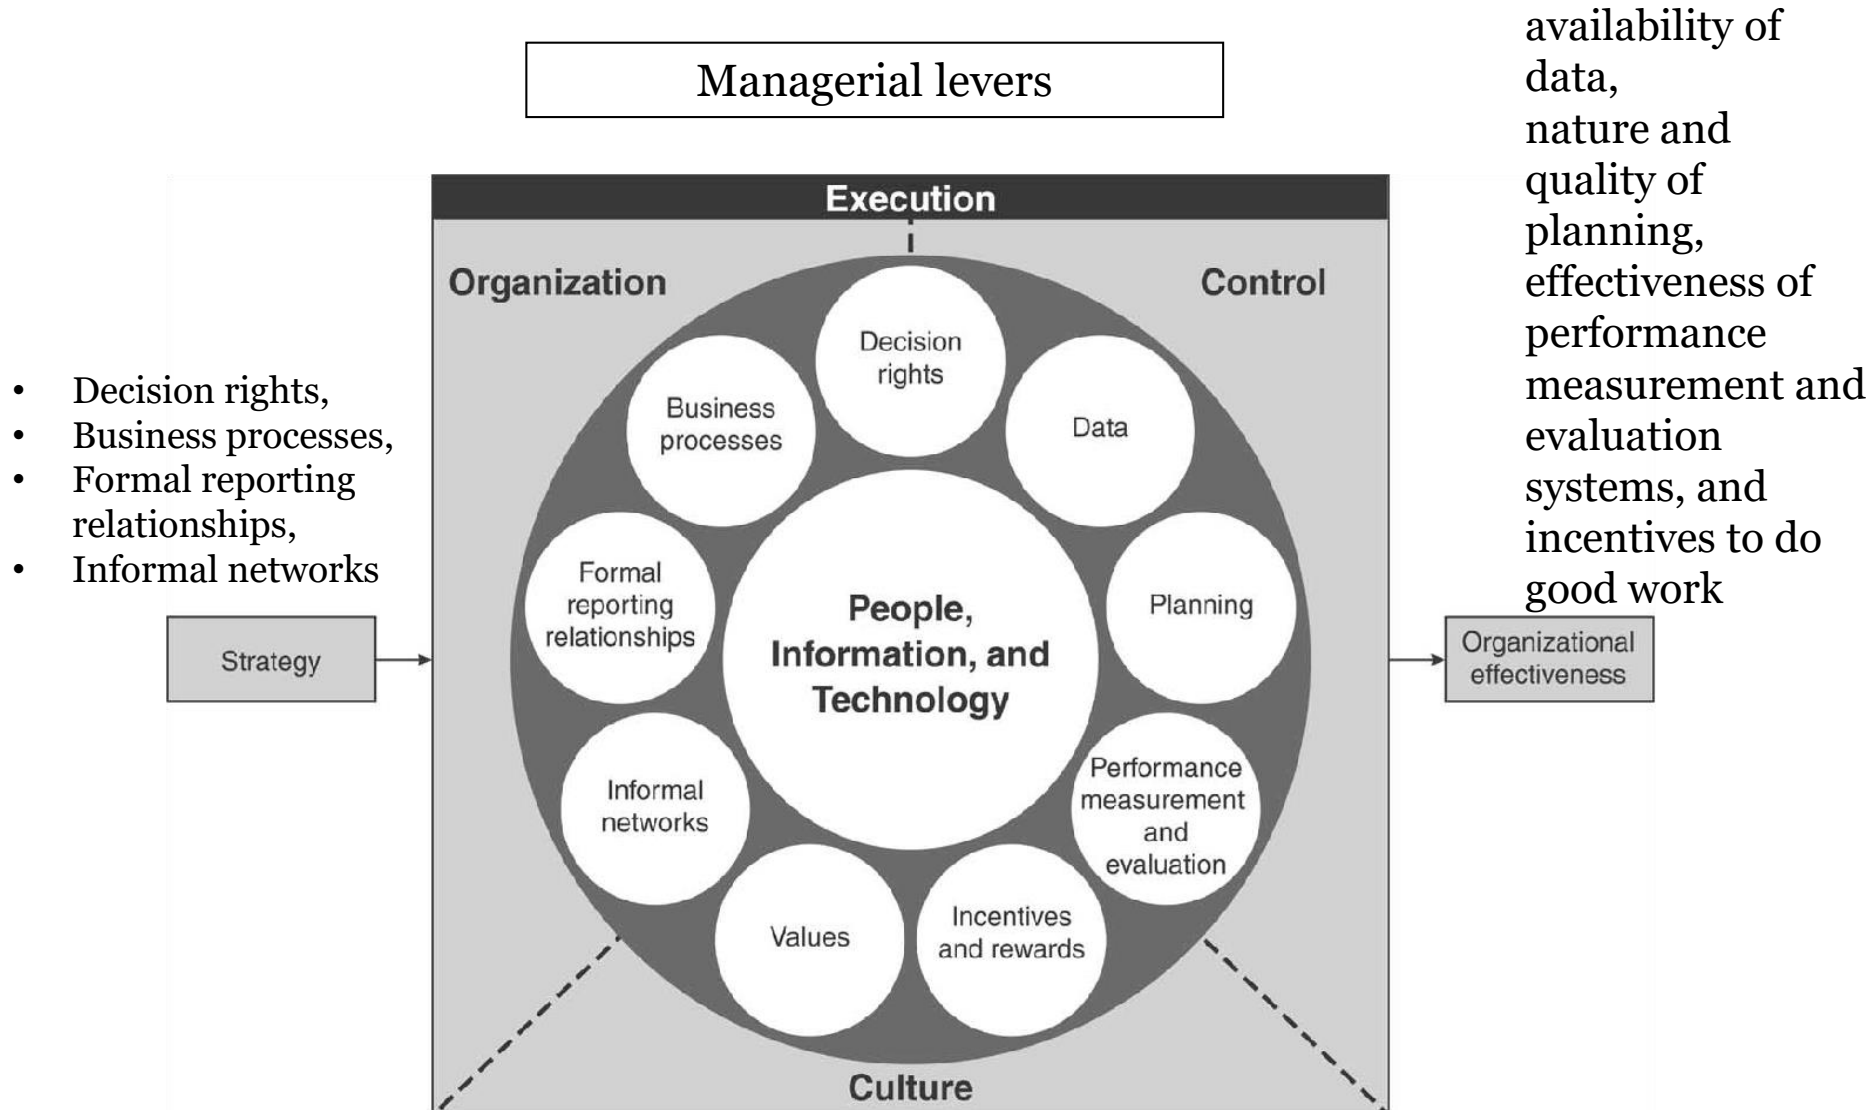 Managerial levers
availability of
data,
nature and
quality of
planning,
effectiveness of
performance
measurement and
evaluation
systems, and
incentives to do
good work
• Decision rights,
• Business processes,
• Formal reporting
relationships,
• Informal networks
Execution
Organization
Control
Decision
rights
Business
processes
Data
Formal
reporting
relationships
People,
Information, and
Technology
Planning
Strategy
Organizational
effectiveness
Informal
networks
Performance
measurement
and
evaluation
Values
Incentives
and rewards
Culture